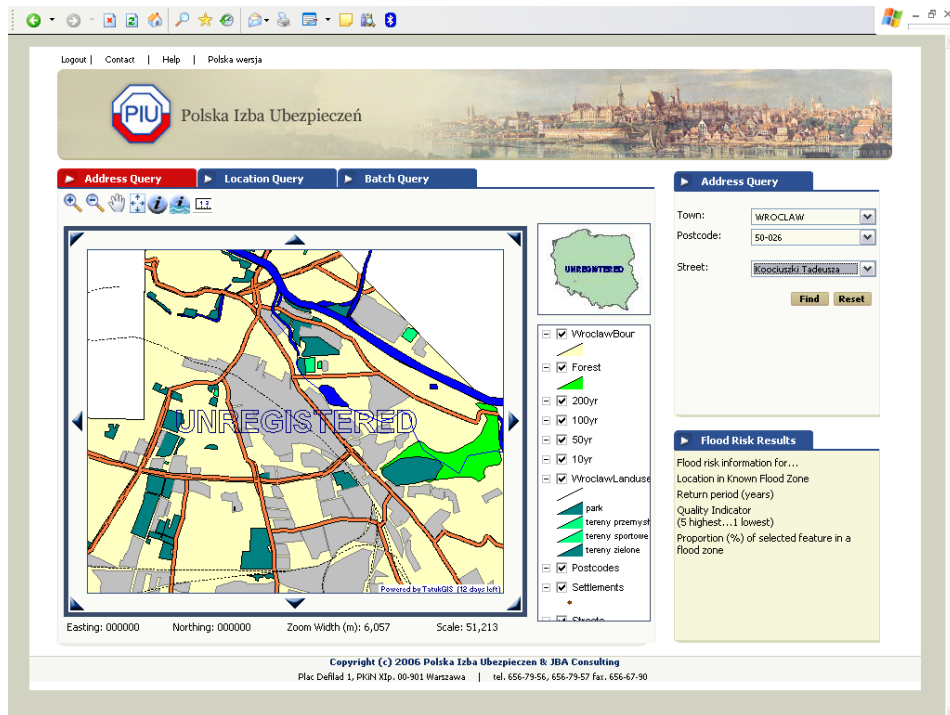 Logout | Contact | Help | Polska wersja
PIU Polska Izba Ubezpieczeń
Address Query Location Query Batch Query
UNREGISTERED
Powered by TatukGIS (12 days left)
Easting: 000000 Northing: 000000 Zoom Width (m): 6,057 Scale: 51,213
UNREGISTERED
WroclawBour
Forest
200yr
100yr
50yr
10yr
WroclawLanduse
park
tereny przemysł
tereny sportowe
tereny zielone
Postcodes
Settlements
Streets
Address Query
Town: WROCLAW
Postcode: 50-026
Street: Koociuszki Tadeusza
Find Reset
Flood Risk Results
Flood risk information for...
Location in Known Flood Zone
Return period (years)
Quality Indicator
(5 highest...1 lowest)
Proportion (%) of selected feature in a
flood zone
Copyright (c) 2006 Polska Izba Ubezpieczen & JBA Consulting
Plac Defilad 1, PKiN XIp. 00-901 Warszawa | tel. 656-79-56, 656-79-57 fax. 656-67-90